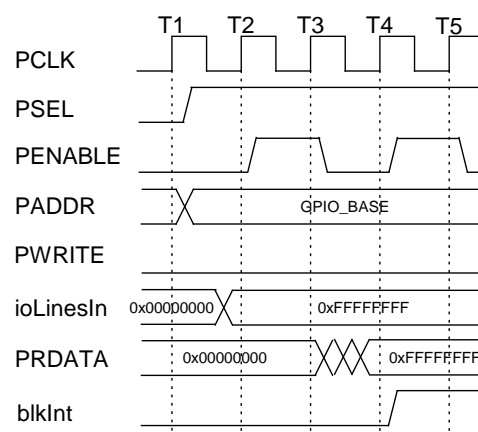 T1 T2 T3 T4 T5
PCLK
PSEL
PENABLE
PADDR GPIO_BASE
PWRITE
ioLinesIn 0x00000000 0xFFFFFFFF
PRDATA 0x00000000 0xFFFFFFFF
blkInt